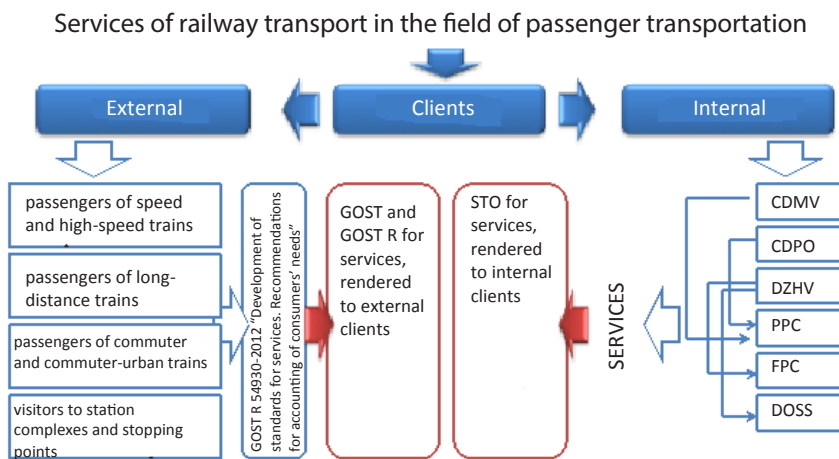 Services of railway transport in the field of passenger transportation
External
Clients
Internal
passengers of speed
and high-speed trains
passengers of long-
distance trains
passengers of commuter
and commuter-urban trains
visitors to station
complexes and stopping
points
GOST R 54930-2012 "Development of
standards for services. Recommendations
for accounting of consumers' needs"
GOST and
GOST R for
services,
rendered
to external
clients
STO for
services,
rendered
to internal
clients
SERVICES
CDMV
CDPO
DZHV
PPC
FPC
DOSS